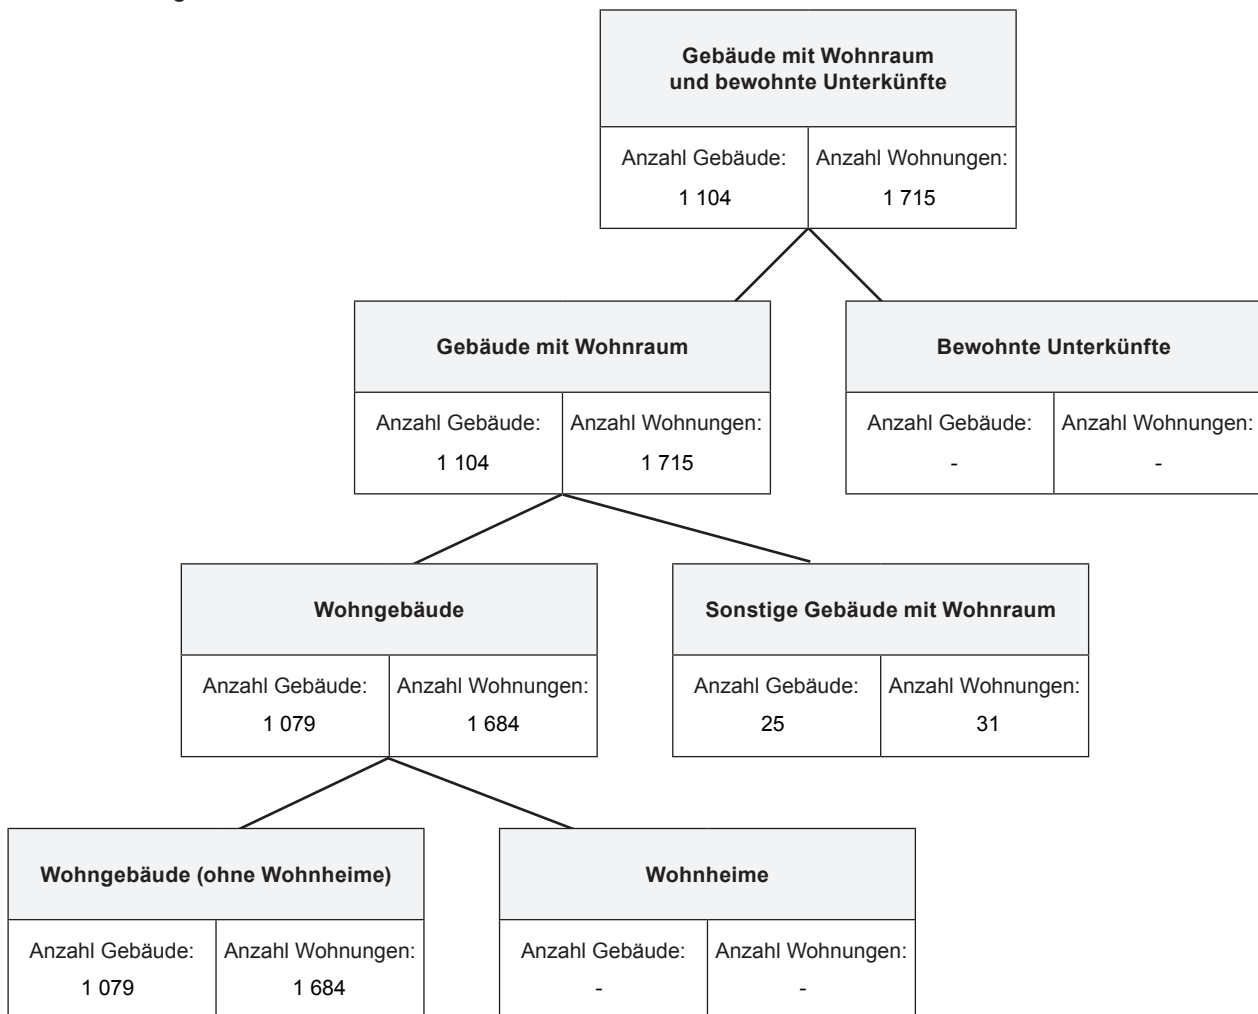 Gebäude mit Wohnraum
und bewohnte Unterkünfte
Anzahl Gebäude: Anzahl Wohnungen:
1 104 1 715
Gebäude mit Wohnraum Bewohnte Unterkünfte
Anzahl Gebäude: Anzahl Wohnungen: Anzahl Gebäude: Anzahl Wohnungen:
1 104 1 715 - -
Wohngebäude Sonstige Gebäude mit Wohnraum
Anzahl Gebäude: Anzahl Wohnungen: Anzahl Gebäude: Anzahl Wohnungen:
1 079 1 684 25 31
Wohngebäude (ohne Wohnheime) Wohnheime
Anzahl Gebäude: Anzahl Wohnungen: Anzahl Gebäude: Anzahl Wohnungen:
1 079 1 684 - -